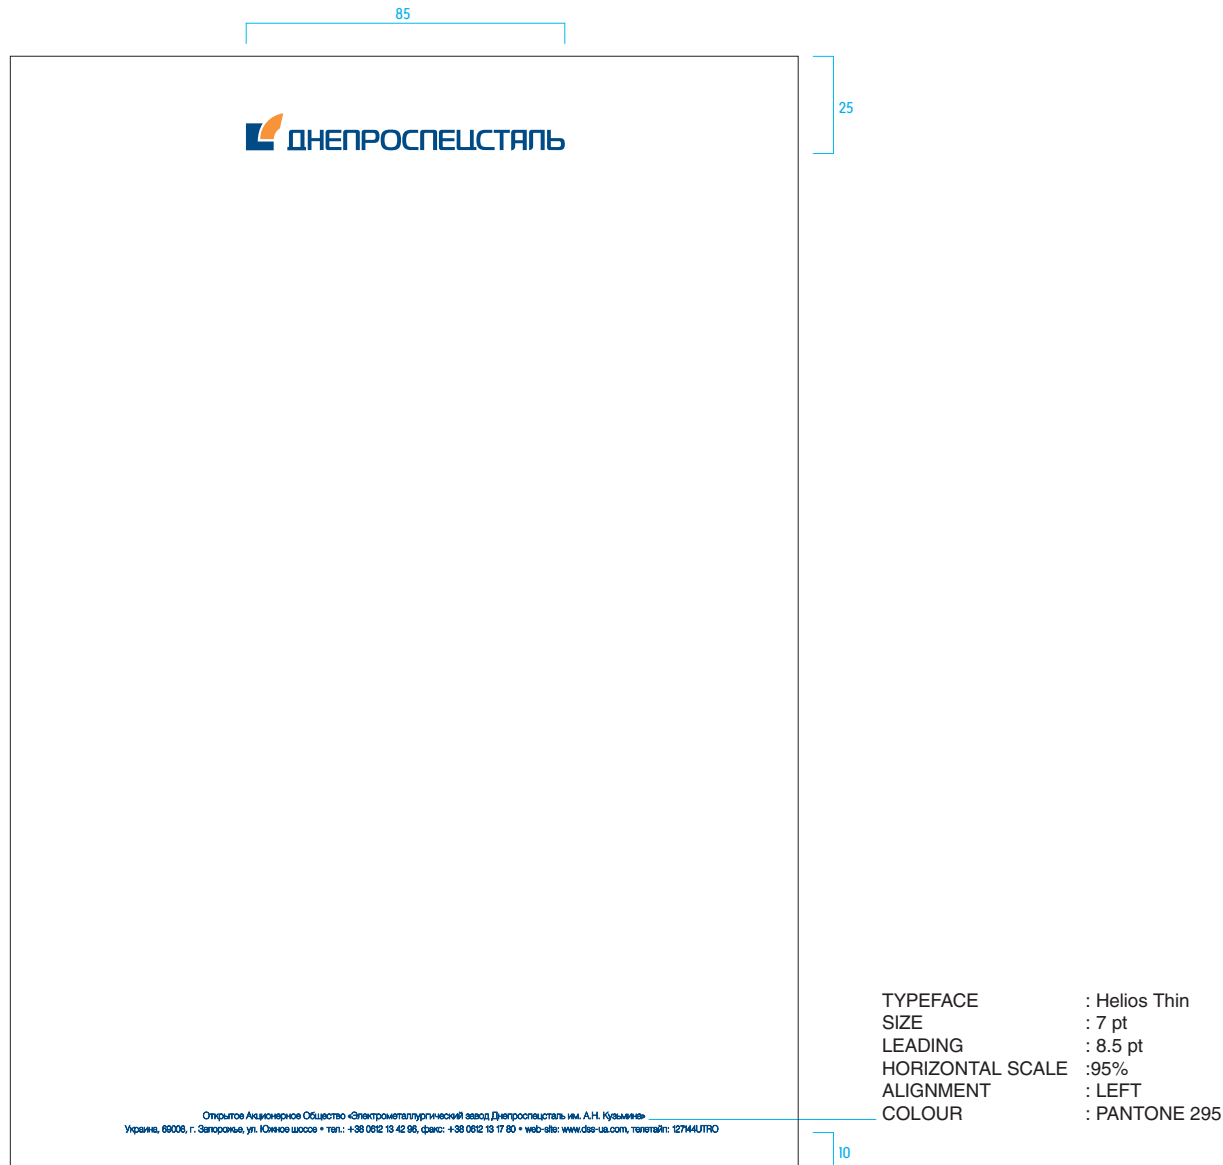 85
25
ДНЕПРОСПЕЦСТАЛЬ
TYPEFACE : Helios Thin
SIZE : 7 pt
LEADING : 8.5 pt
HORIZONTAL SCALE :95%
ALIGNMENT : LEFT
COLOUR : PANTONE 295
Открытое Акционерное Общество «Электрометаллургический завод Днепроспецсталь им. А.Н. Кузьмина»
Украина, 69008, г. Запорожье, ул. Южное шоссе • тел.: +38 0612 13 42 96, факс: +38 0612 13 17 80 • web-site: www.dss-ua.com, телетайп: 127144UTRO
10